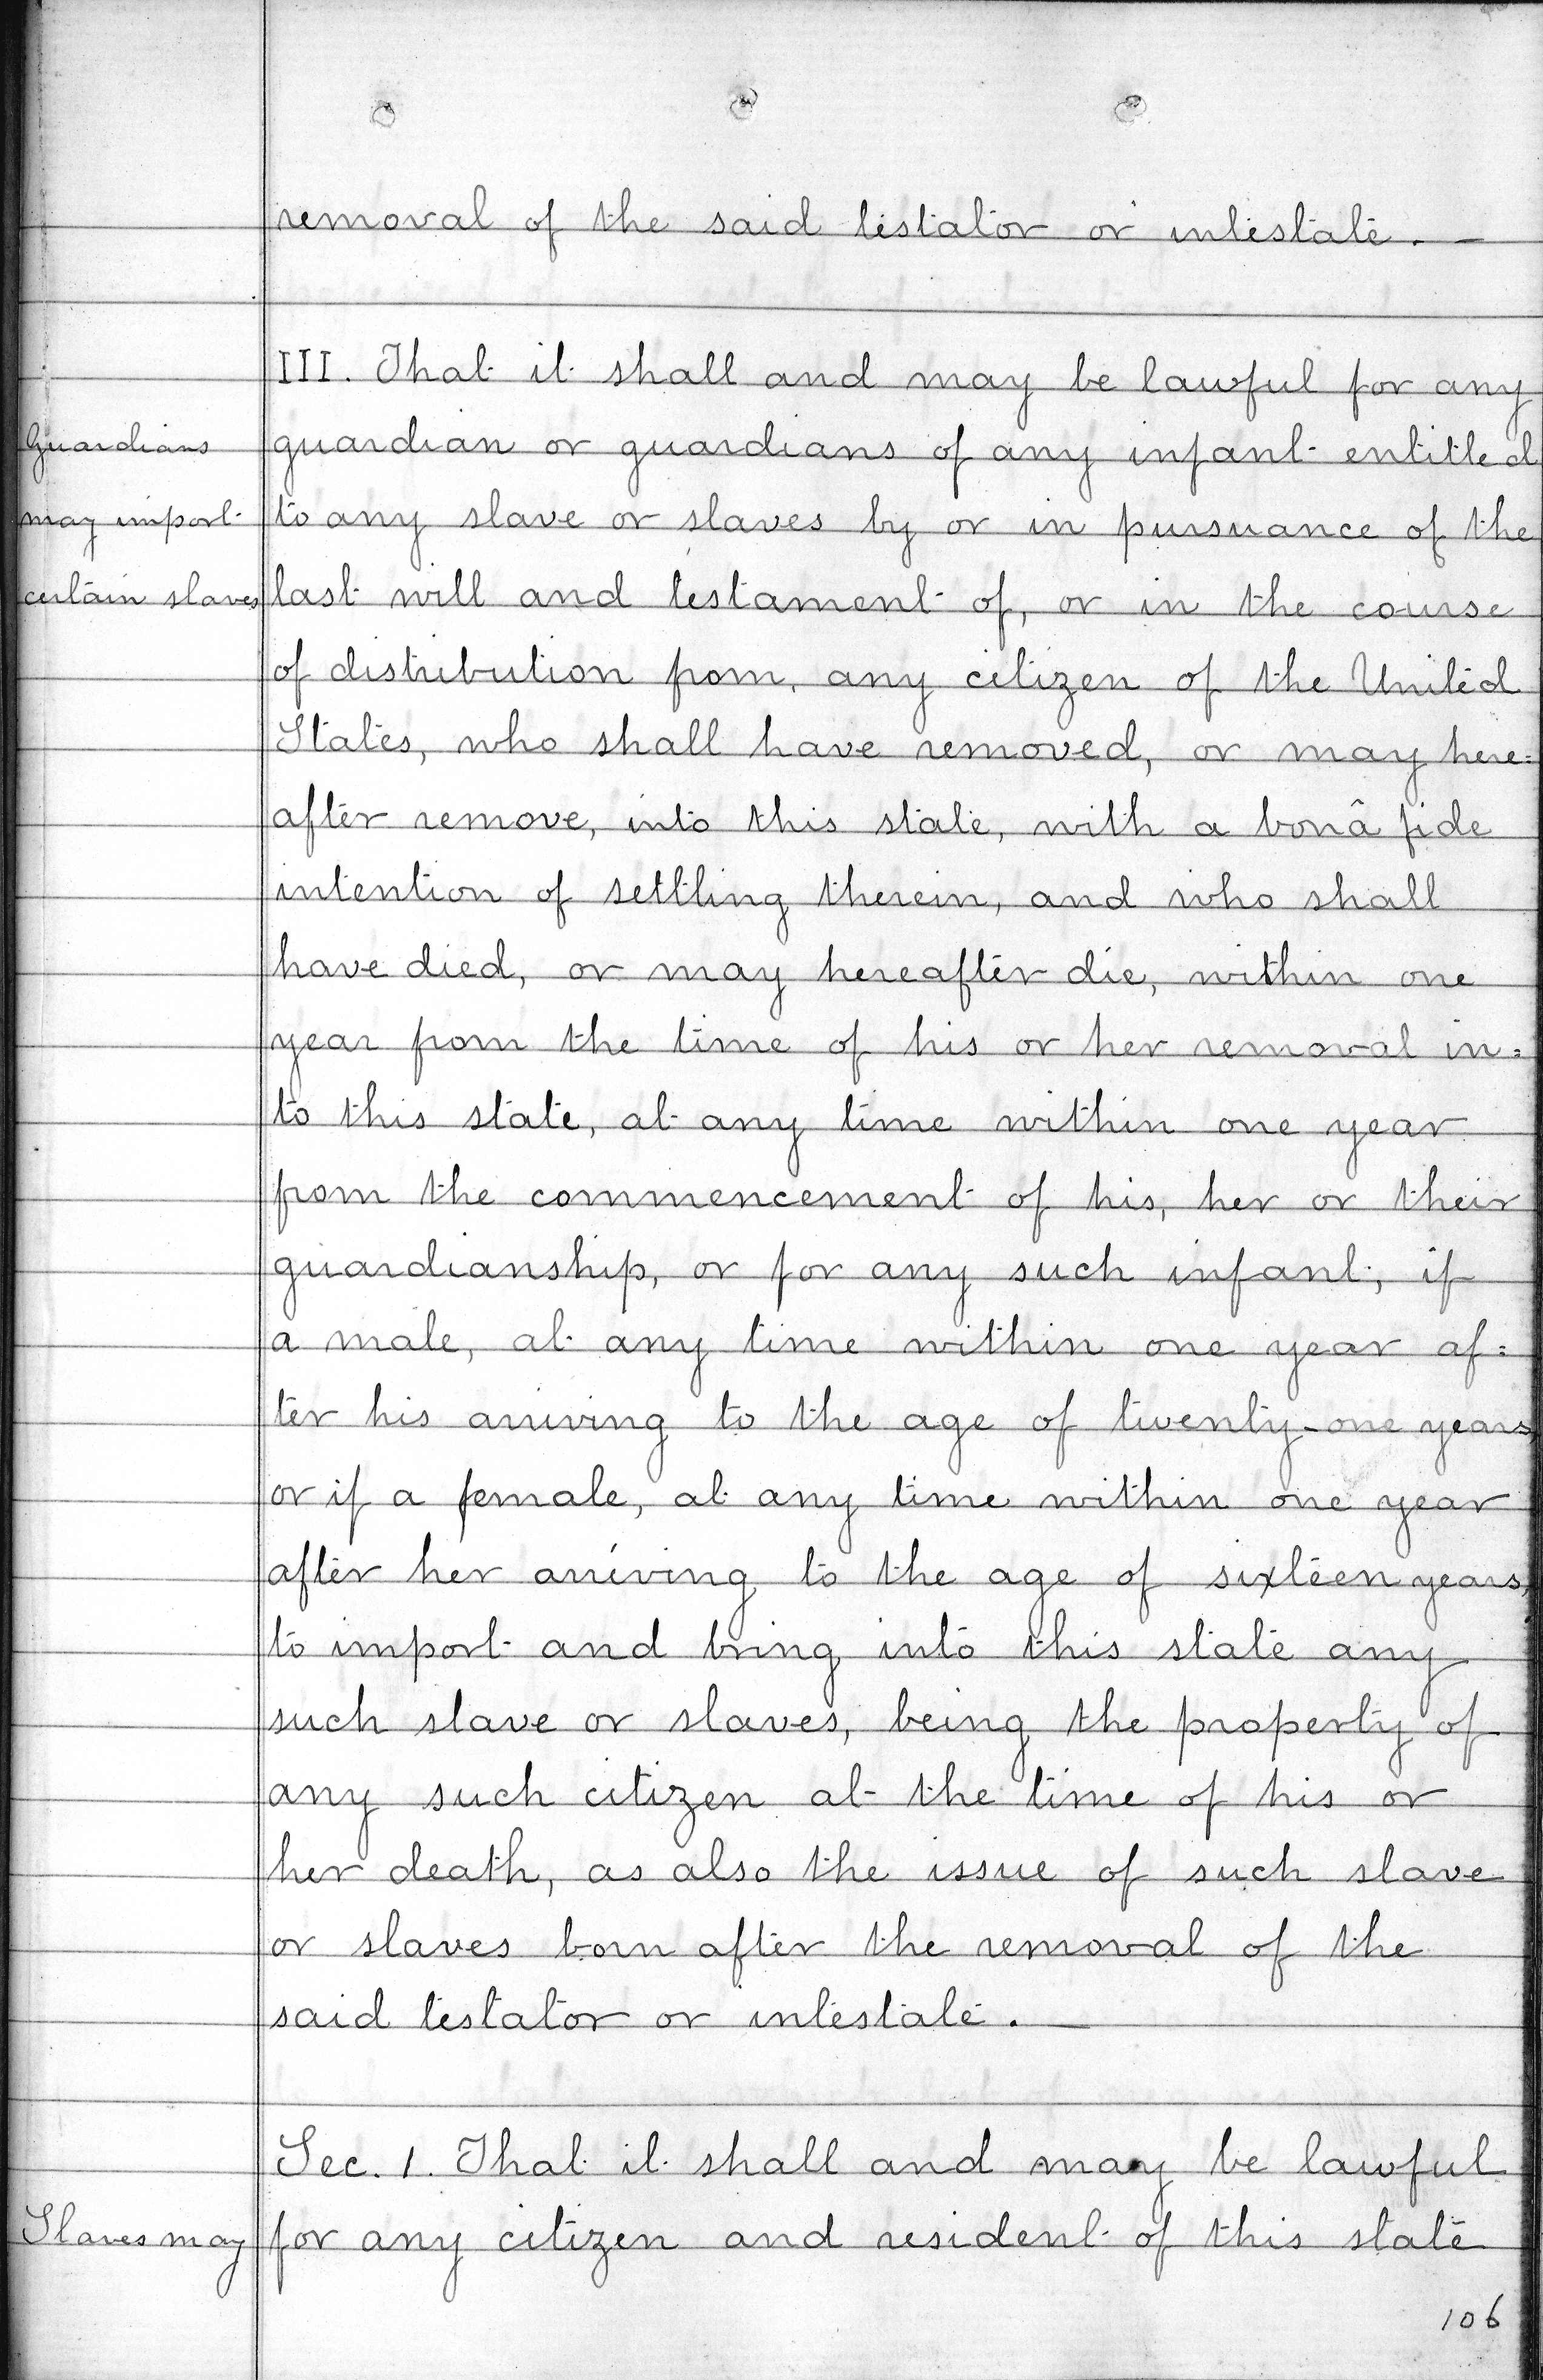 removal of the said testator or intestate. —
III. That it shall and may be lawful for any
Guardians guardian or guardians of any infant entitled
may import to any slave or slaves by or in pursuance of the
certain slaves last will and testament of, or in the course
of distribution from, any citizen of the United
States, who shall have removed, or may here=
after remove, into this state, with a bonâ fide
intention of settling therein, and who shall
have died, or may hereafter die, within one
year from the time of his or her removal in=
to this state, at any time within one year
from the commencement of his, her or their
guardianship, or for any such infant, if
a male, at any time within one year af=
ter his arriving to the age of twenty-one years,
or if a female, at any time within one year
after her arriving to the age of sixteen years,
to import and bring into this state any
such slave or slaves, being the property of
any such citizen at the time of his or
her death, as also the issue of such slave
or slaves born after the removal of the
said testator or intestate. —
Sec. 1. That it shall and may be lawful
Slaves may for any citizen and resident of this state
106